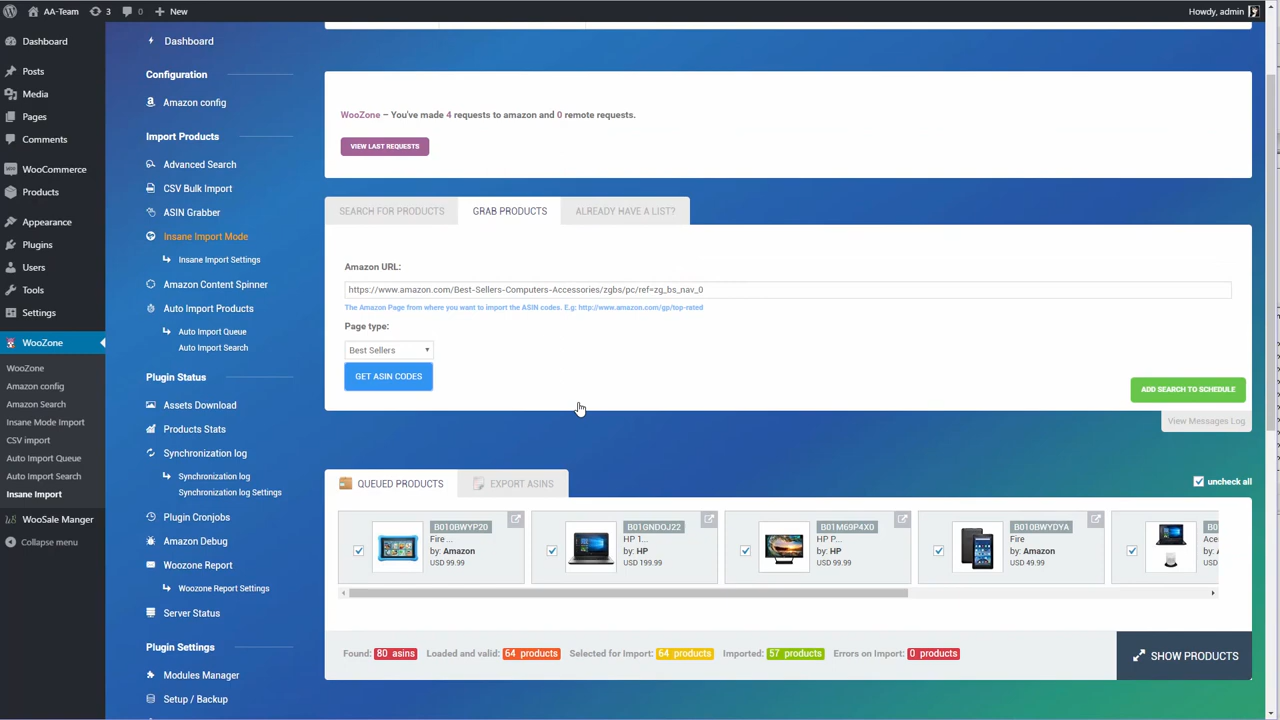 AA-Team
3
0
New
Howdy, admin
Dashboard
Posts
Media
Pages
Comments
WooCommerce
Products
Appearance
Plugins
Users
Tools
Settings
WooZone
WooZone
Amazon config
Amazon Search
Insane Mode Import
CSV import
Auto Import Queue
Auto Import Search
Insane Import
WooSale Manger
Collapse menu
Dashboard
Configuration
Amazon config
Import Products
Advanced Search
CSV Bulk Import
ASIN Grabber
Insane Import Mode
Insane Import Settings
Amazon Content Spinner
Auto Import Products
Auto Import Queue
Auto Import Search
Plugin Status
Assets Download
Products Stats
Synchronization log
Synchronization log
Synchronization log Settings
Plugin Cronjobs
Amazon Debug
Woozone Report
Woozone Report Settings
Server Status
Plugin Settings
Modules Manager
Setup / Backup
WooZone – You've made 4 requests to amazon and 0 remote requests.
VIEW LAST REQUESTS
SEARCH FOR PRODUCTS
GRAB PRODUCTS
ALREADY HAVE A LIST?
Amazon URL:
https://www.amazon.com/Best-Sellers-Computers-Accessories/zgbs/pc/ref=zg_bs_nav_0
The Amazon Page from where you want to import the ASIN codes. E.g: http://www.amazon.com/gp/top-rated
Page type:
Best Sellers
GET ASIN CODES
ADD SEARCH TO SCHEDULE
View Messages Log
QUEUED PRODUCTS
EXPORT ASINS
uncheck all
B010BWYP20
Fire ...
by: Amazon
USD 99.99
B01GNDOJ22
HP 1...
by: HP
USD 199.99
B01M69P4X0
HP P...
by: HP
USD 99.99
B010BWYDYA
Fire
by: Amazon
USD 49.99
B0
Ace
by: A
USD
Found: 80 asins
Loaded and valid: 64 products
Selected for Import: 64 products
Imported: 57 products
Errors on Import: 0 products
SHOW PRODUCTS